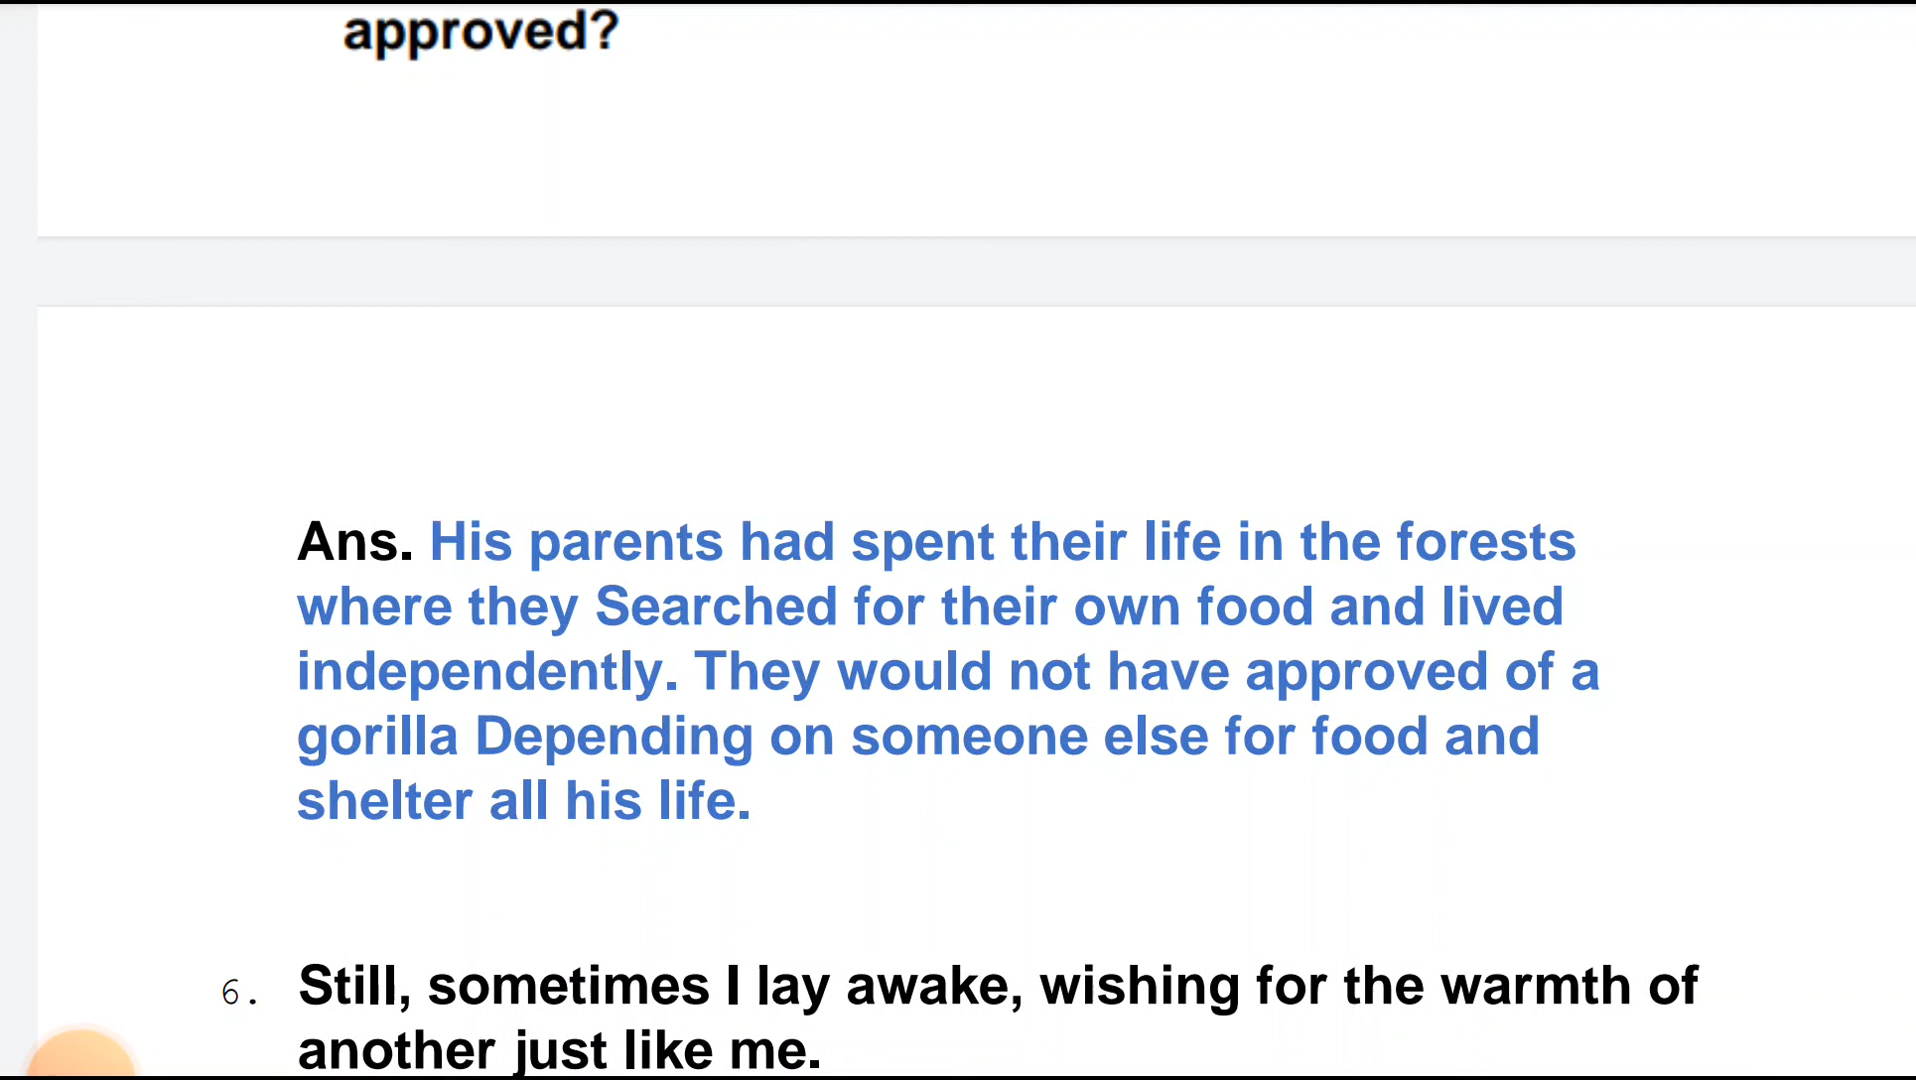 approved?
Ans. His parents had spent their life in the forests
where they Searched for their own food and lived
independently. They would not have approved of a
gorilla Depending on someone else for food and
shelter all his life.
6. Still, sometimes I lay awake, wishing for the warmth of
another just like me.